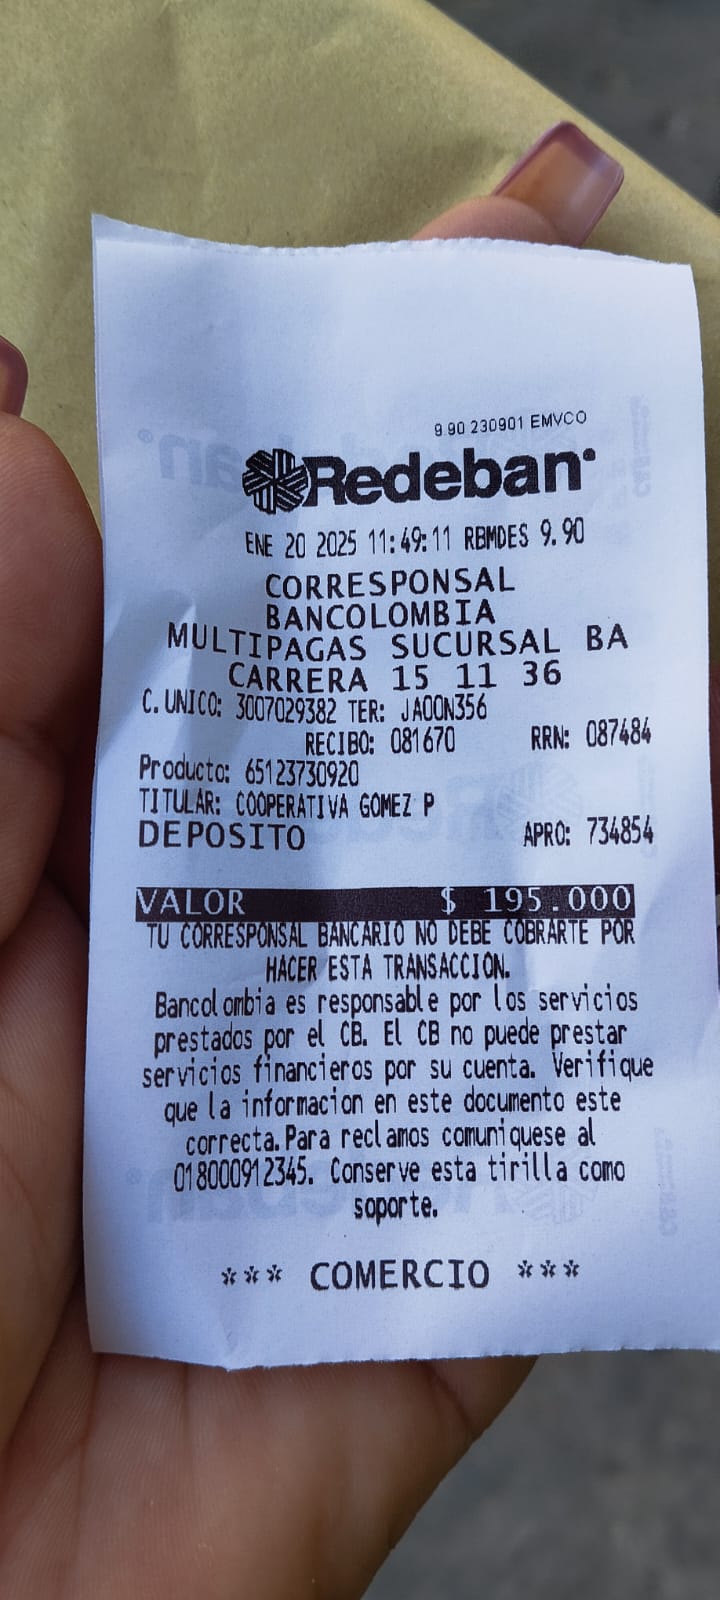 9.90 230901 EMVCO
Redeban
ENE 20 2025 11:49:11 RBMDES 9.90
CORRESPONSAL
BANCOLOMBIA
MULTIPAGAS SUCURSAL BA
CARRERA 15 11 36
C. UNICO: 3007029382 TER: JA00N356
RECIBO: 081670 RRN: 087484
Producto: 65123730920
TITULAR: COOPERATIVA GOMEZ P
DEPOSITO APRO: 734854
VALOR $ 195.000
TU CORRESPONSAL BANCARIO NO DEBE COBRARTE POR
HACER ESTA TRANSACCION.
Bancolombia es responsable por los servicios
prestados por el CB. El CB no puede prestar
servicios financieros por su cuenta. Verifique
que la informacion en este documento este
correcta.Para reclamos comuniquese al
018000912345. Conserve esta tirilla como
soporte.
*** COMERCIO ***